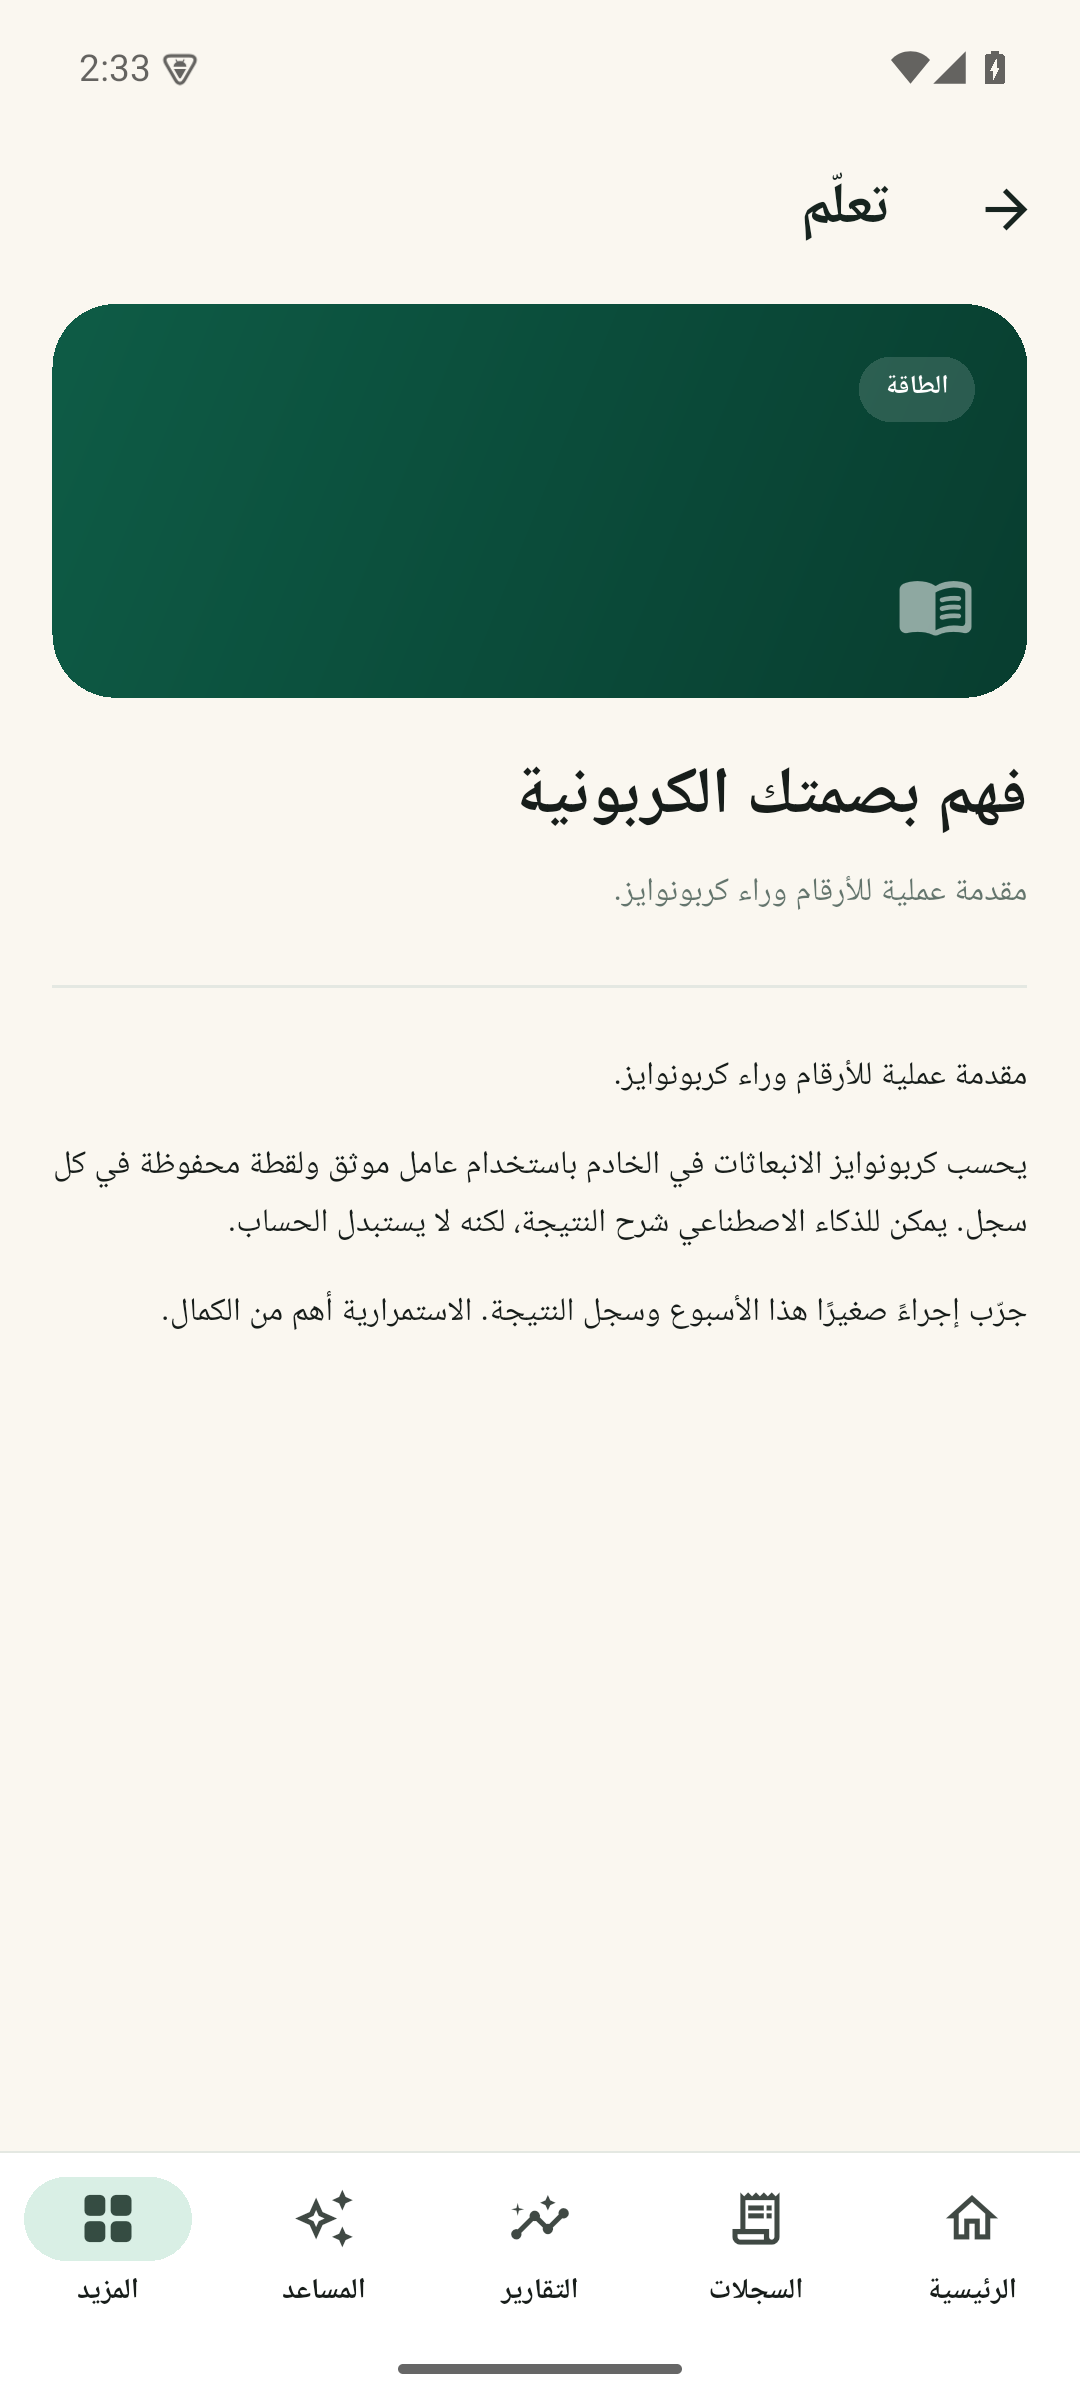 2:33
تعلّم
الطاقة
فهم بصمتك الكربونية
مقدمة عملية للأرقام وراء كربونوايز.
مقدمة عملية للأرقام وراء كربونوايز.
يحسب كربونوايز الانبعاثات في الخادم باستخدام عامل موثق ولقطة محفوظة في كل
سجل. يمكن للذكاء الاصطناعي شرح النتيجة، لكنه لا يستبدل الحساب.
جرّب إجراءً صغيرًا هذا الأسبوع وسجل النتيجة. الاستمرارية أهم من الكمال.
الرئيسية
السجلات
التقارير
المساعد
المزيد